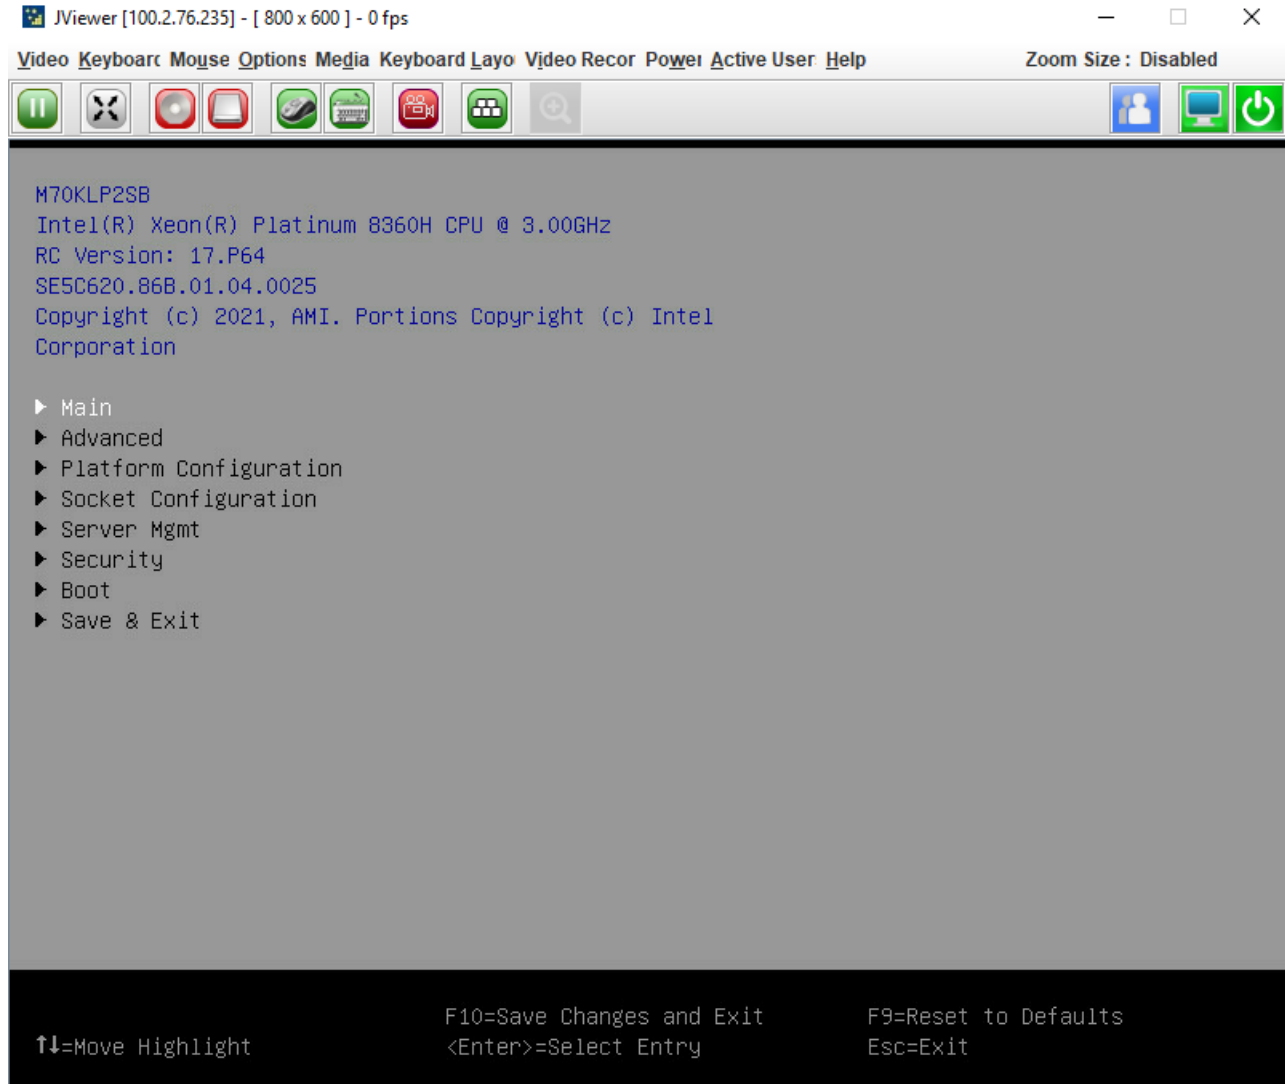 JViewer [100.2.76.235] - [ 800 x 600 ] - 0 fps
Video Keyboarc Mouse Options Media Keyboard Layo Video Recor Power Active User Help Zoom Size : Disabled
M70KLP2SB
Intel(R) Xeon(R) Platinum 8360H CPU @ 3.00GHz
RC Version: 17.P64
SE5C620.86B.01.04.0025
Copyright (c) 2021, AMI. Portions Copyright (c) Intel
Corporation
Main
Advanced
Platform Configuration
Socket Configuration
Server Mgmt
Security
Boot
Save & Exit
F10=Save Changes and Exit F9=Reset to Defaults
↑↓=Move Highlight <Enter>=Select Entry Esc=Exit